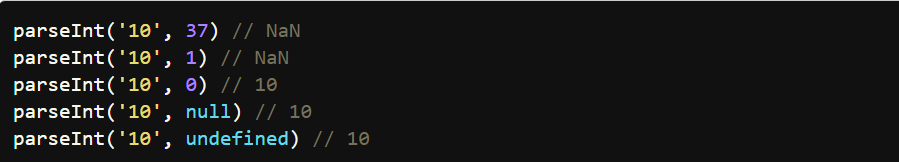 parseInt('10', 37) // NaN
parseInt('10', 1) // NaN
parseInt('10', 0) // 10
parseInt('10', null) // 10
parseInt('10', undefined) // 10